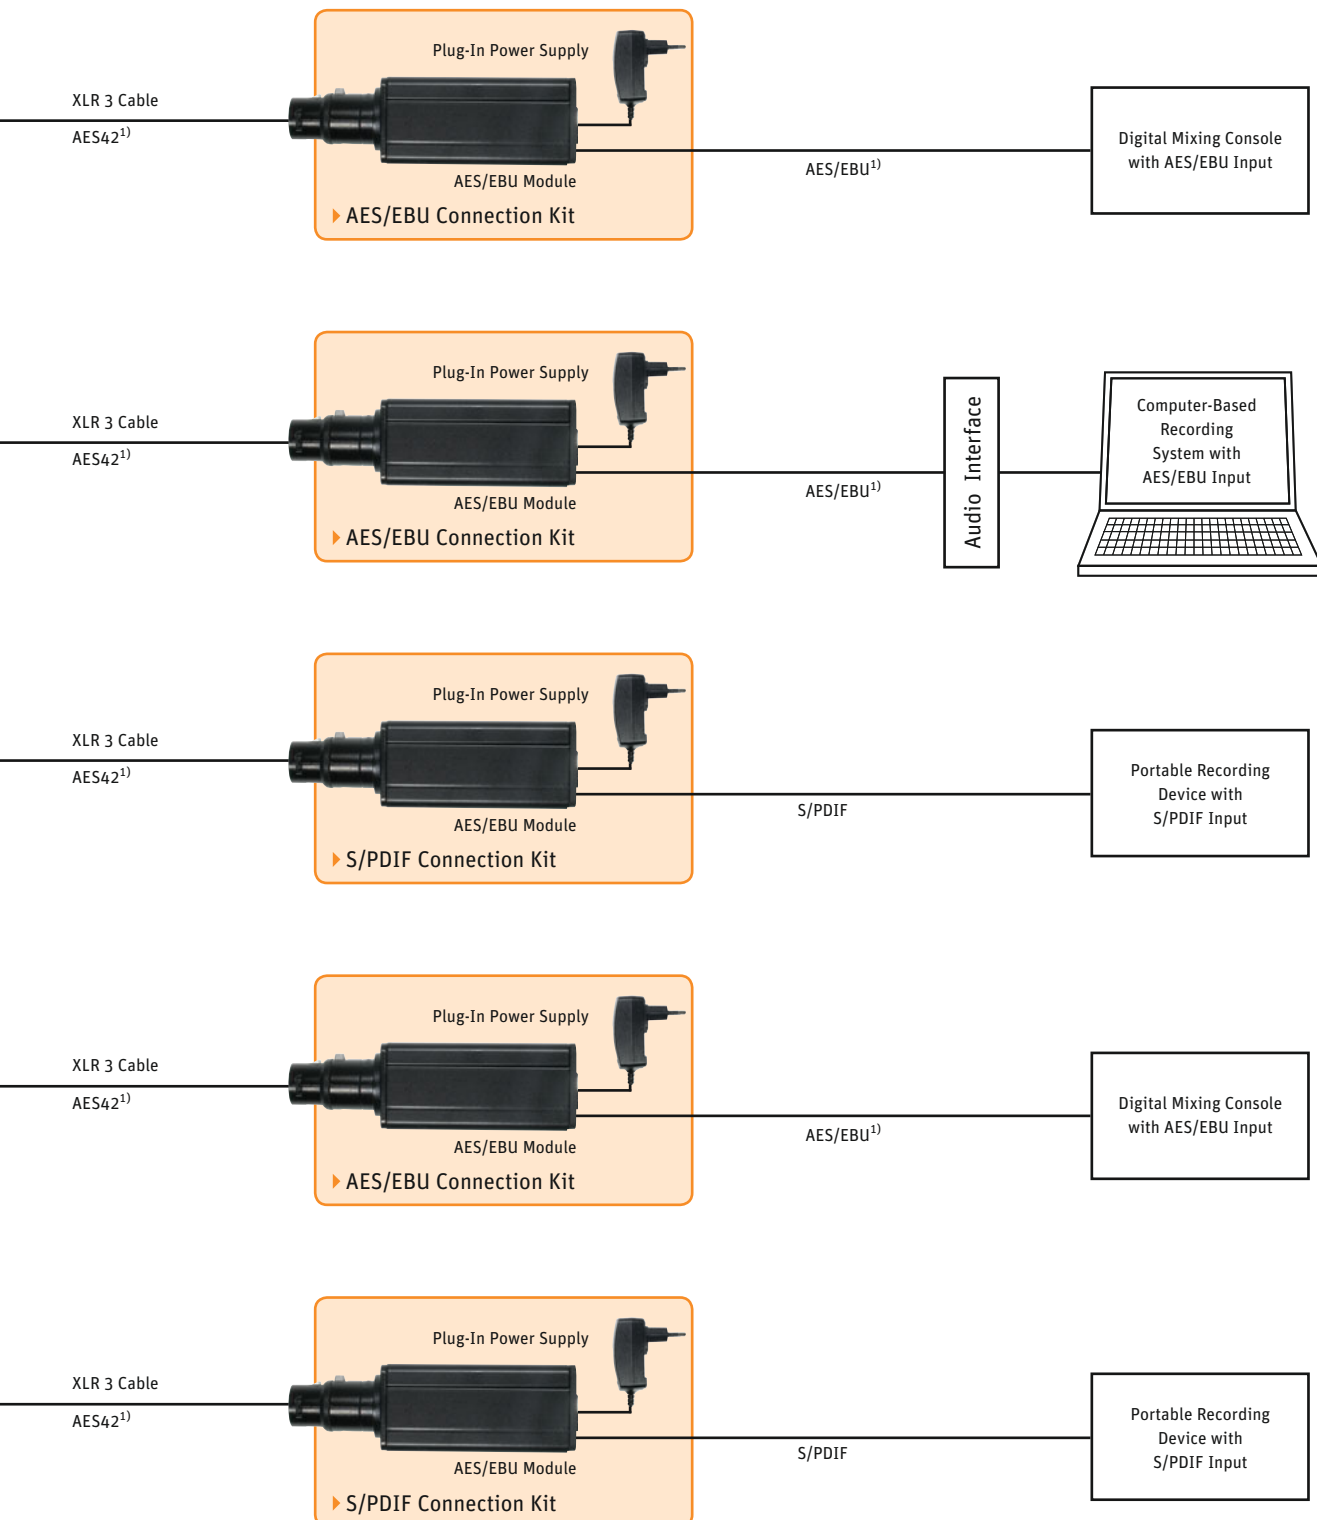 Plug-In Power Supply
XLR 3 Cable
AES42¹⁾
AES/EBU Module
AES/EBU Connection Kit
AES/EBU¹⁾
Digital Mixing Console
with AES/EBU Input
Plug-In Power Supply
XLR 3 Cable
AES42¹⁾
AES/EBU Module
AES/EBU Connection Kit
AES/EBU¹⁾
Audio Interface
Computer-Based
Recording
System with
AES/EBU Input
Plug-In Power Supply
XLR 3 Cable
AES42¹⁾
AES/EBU Module
S/PDIF Connection Kit
S/PDIF
Portable Recording
Device with
S/PDIF Input
Plug-In Power Supply
XLR 3 Cable
AES42¹⁾
AES/EBU Module
AES/EBU Connection Kit
AES/EBU¹⁾
Digital Mixing Console
with AES/EBU Input
Plug-In Power Supply
XLR 3 Cable
AES42¹⁾
AES/EBU Module
S/PDIF Connection Kit
S/PDIF
Portable Recording
Device with
S/PDIF Input